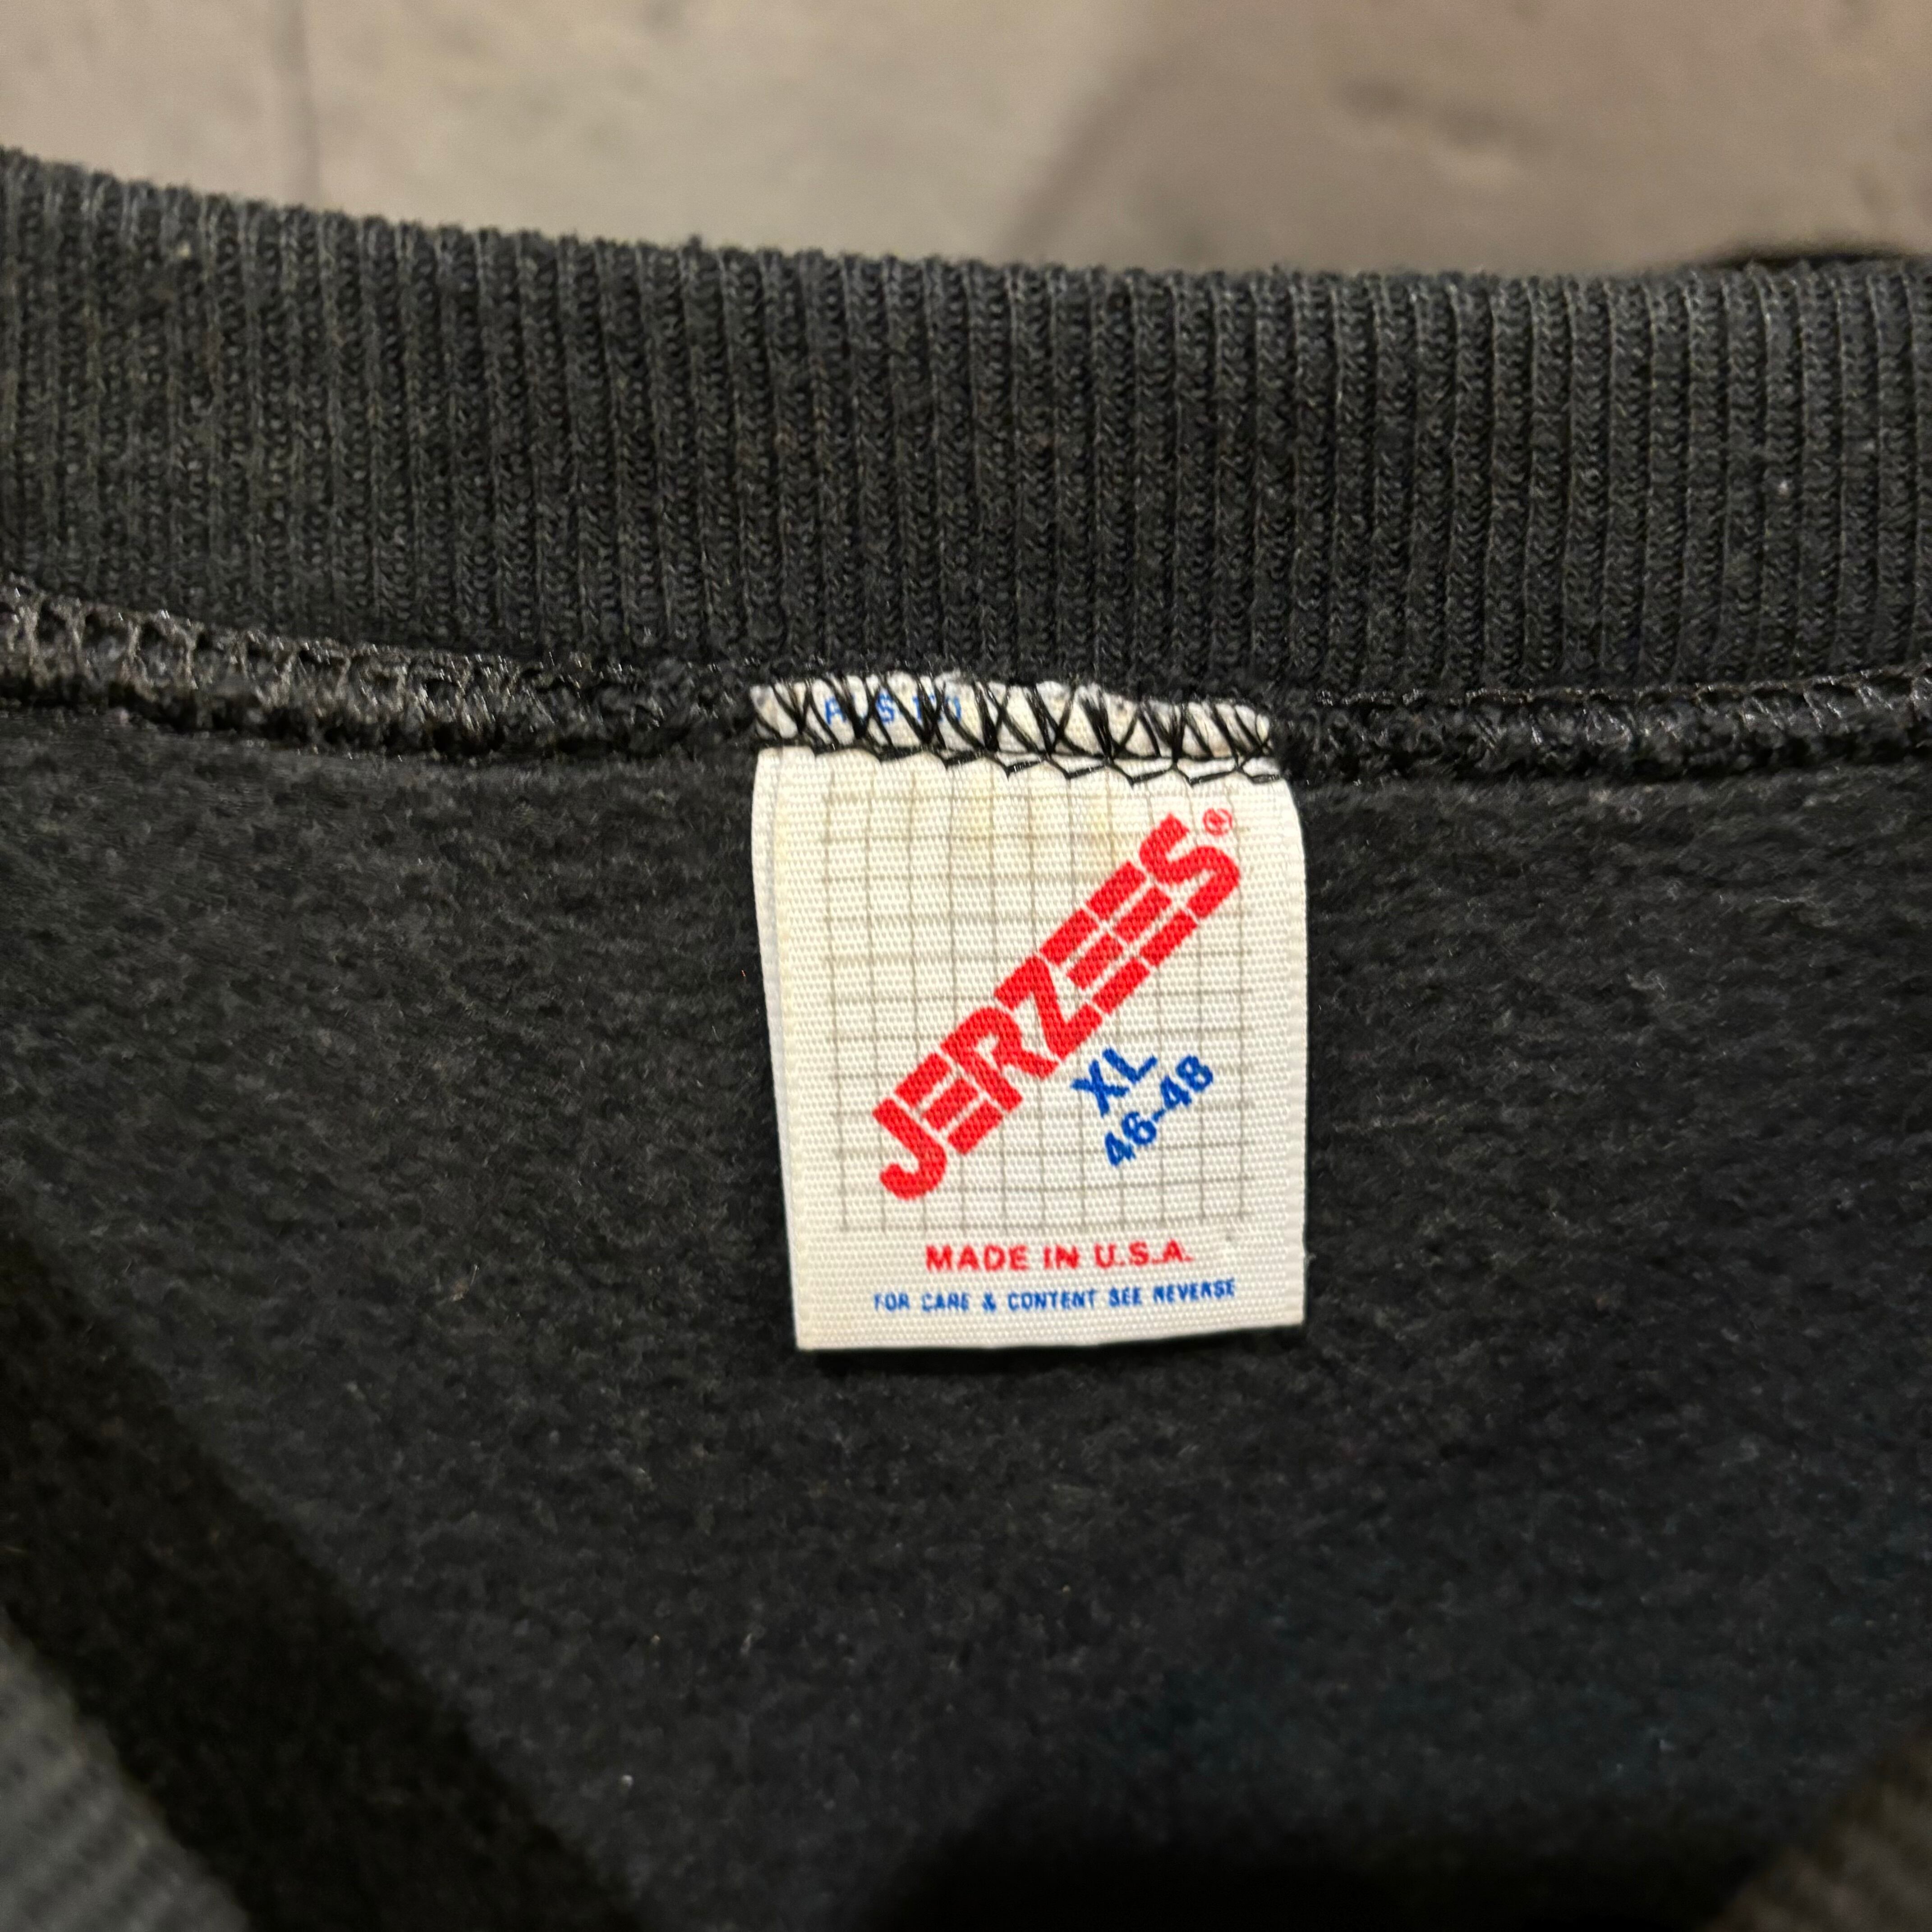 JERZEES®
XL
46-48
MADE IN U.S.A.
FOR CARE & CONTENT SEE REVERSE